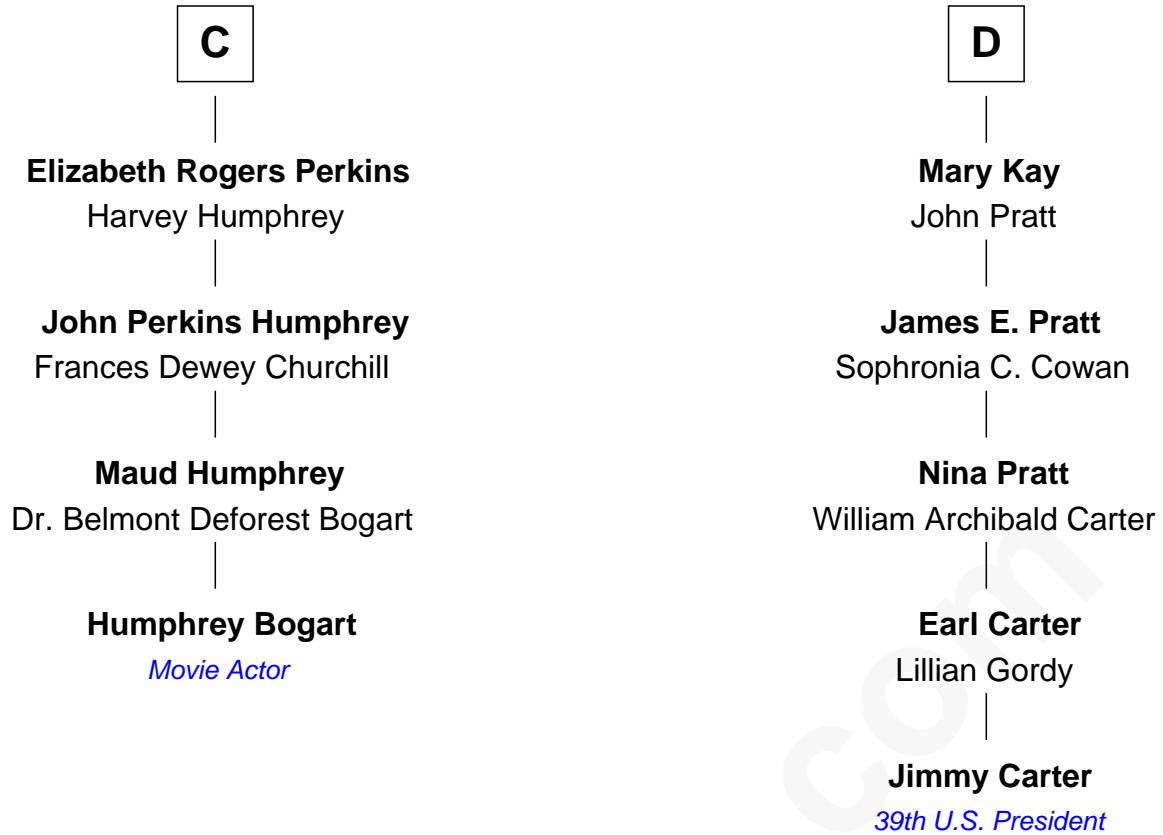 C
Elizabeth Rogers Perkins
Harvey Humphrey
John Perkins Humphrey
Frances Dewey Churchill
Maud Humphrey
Dr. Belmont Deforest Bogart
Humphrey Bogart
Movie Actor
D
Mary Kay
John Pratt
James E. Pratt
Sophronia C. Cowan
Nina Pratt
William Archibald Carter
Earl Carter
Lillian Gordy
Jimmy Carter
39th U.S. President
com